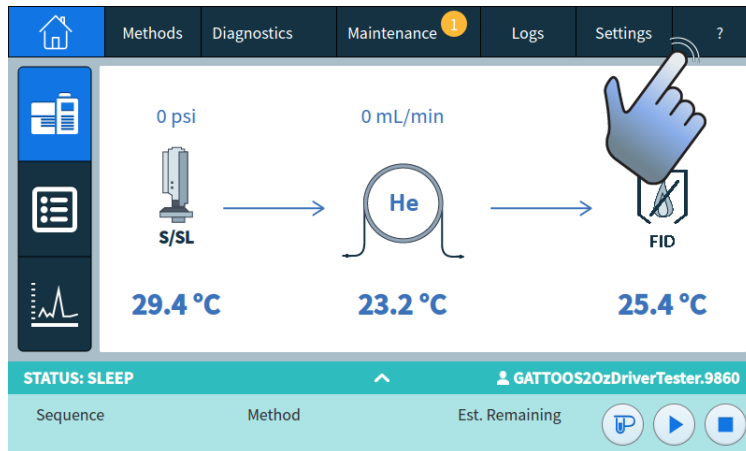 Methods Diagnostics Maintenance 1 Logs Settings ?
0 psi 0 mL/min
He
S/SL
FID
29.4 °C 23.2 °C 25.4 °C
STATUS: SLEEP GATTOOS2OzDriverTester.9860
Sequence Method Est. Remaining